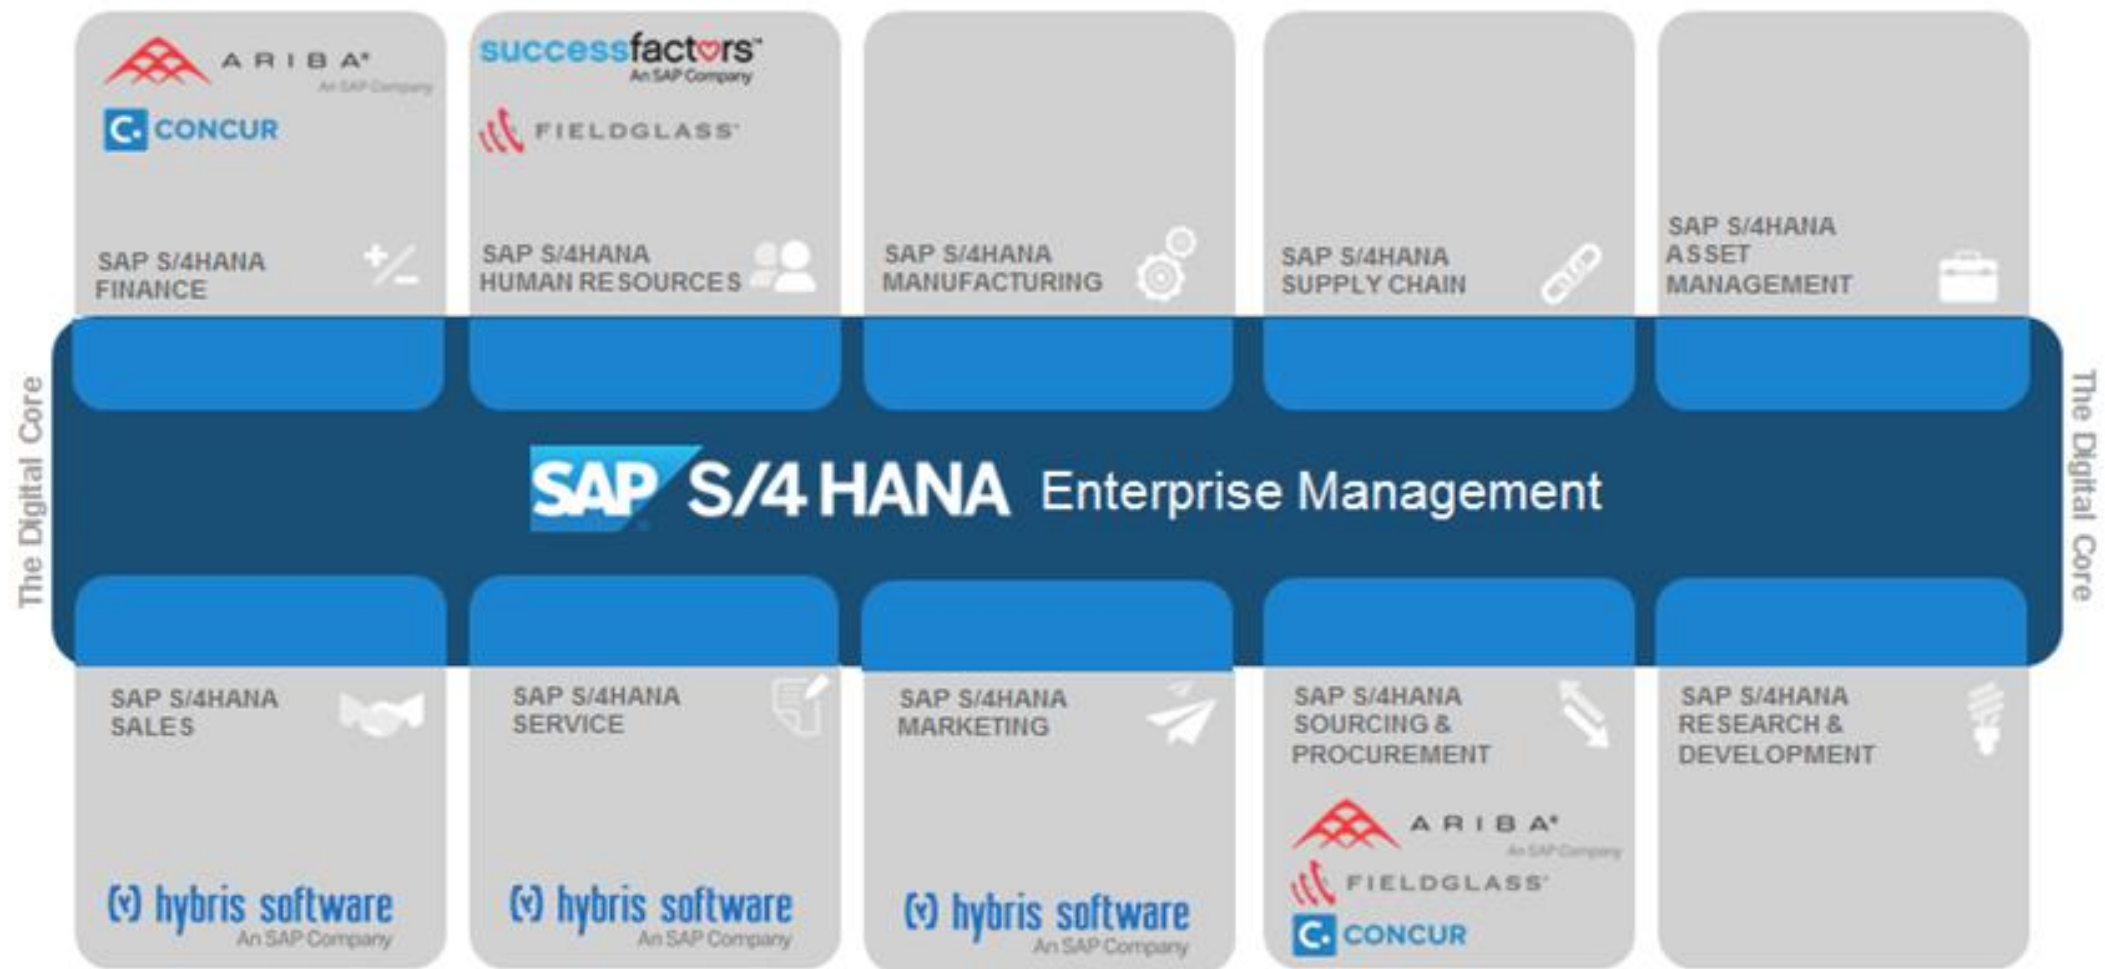 ARIBA®
An SAP Company
C. CONCUR
SAP S/4HANA
FINANCE
successfactors™
An SAP Company
FIELDGLASS®
SAP S/4HANA
HUMAN RESOURCES
SAP S/4HANA
MANUFACTURING
SAP S/4HANA
SUPPLY CHAIN
SAP S/4HANA
ASSET
MANAGEMENT
The Digital Core
SAP S/4 HANA Enterprise Management
The Digital Core
SAP S/4HANA
SALES
hybris software
An SAP Company
SAP S/4HANA
SERVICE
hybris software
An SAP Company
SAP S/4HANA
MARKETING
hybris software
An SAP Company
SAP S/4HANA
SOURCING &
PROCUREMENT
ARIBA®
An SAP Company
FIELDGLASS®
C. CONCUR
SAP S/4HANA
RESEARCH &
DEVELOPMENT